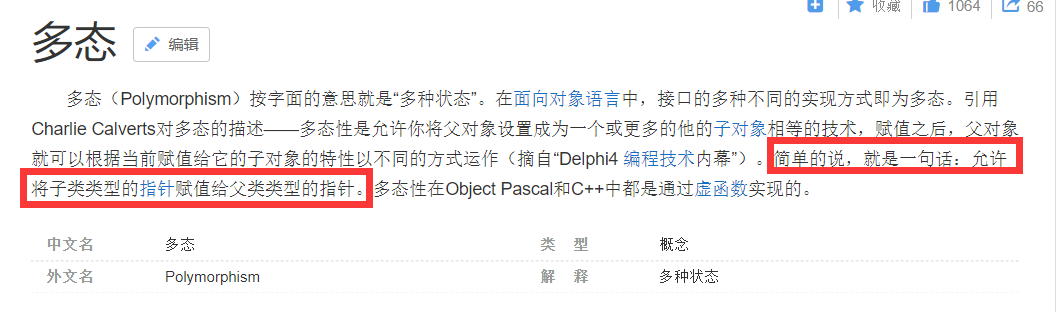 收藏 1064 66
多态 编辑
多态（Polymorphism）按字面的意思就是“多种状态”。在面向对象语言中，接口的多种不同的实现方式即为多态。引用
Charlie Calverts对多态的描述——多态性是允许你将父对象设置成为一个或更多的他的子对象相等的技术，赋值之后，父对象
就可以根据当前赋值给它的子对象的特性以不同的方式运作（摘自“Delphi4 编程技术内幕”）。简单的说，就是一句话：允许
将子类类型的指针赋值给父类类型的指针。多态性在Object Pascal和C++中都是通过虚函数实现的。
中文名 多态 类 型 概念
外文名 Polymorphism 解 释 多种状态